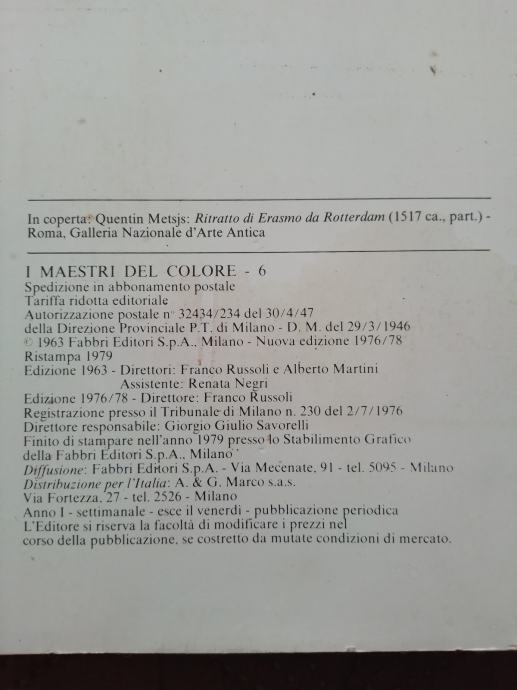 In coperta: Quentin Metsjs: Ritratto di Erasmo da Rotterdam (1517 ca., part.) -
Roma, Galleria Nazionale d'Arte Antica
I MAESTRI DEL COLORE - 6
Spedizione in abbonamento postale
Tariffa ridotta editoriale
Autorizzazione postale n° 32434/234 del 30/4/47
della Direzione Provinciale P.T. di Milano - D. M. del 29/3/1946
© 1963 Fabbri Editori S.p.A., Milano - Nuova edizione 1976/78
Ristampa 1979
Edizione 1963 - Direttori: Franco Russoli e Alberto Martini
Assistente: Renata Negri
Edizione 1976/78 - Direttore: Franco Russoli
Registrazione presso il Tribunale di Milano n. 230 del 2/7/1976
Direttore responsabile: Giorgio Giulio Savorelli
Finito di stampare nell'anno 1979 presso lo Stabilimento Grafico
della Fabbri Editori S.p.A., Milano
Diffusione: Fabbri Editori S.p.A. - Via Mecenate, 91 - tel. 5095 - Milano
Distribuzione per l'Italia: A. & G. Marco s.a.s.
Via Fortezza, 27 - tel. 2526 - Milano
Anno I - settimanale - esce il venerdì - pubblicazione periodica
L'Editore si riserva la facoltà di modificare i prezzi nel
corso della pubblicazione, se costretto da mutate condizioni di mercato.